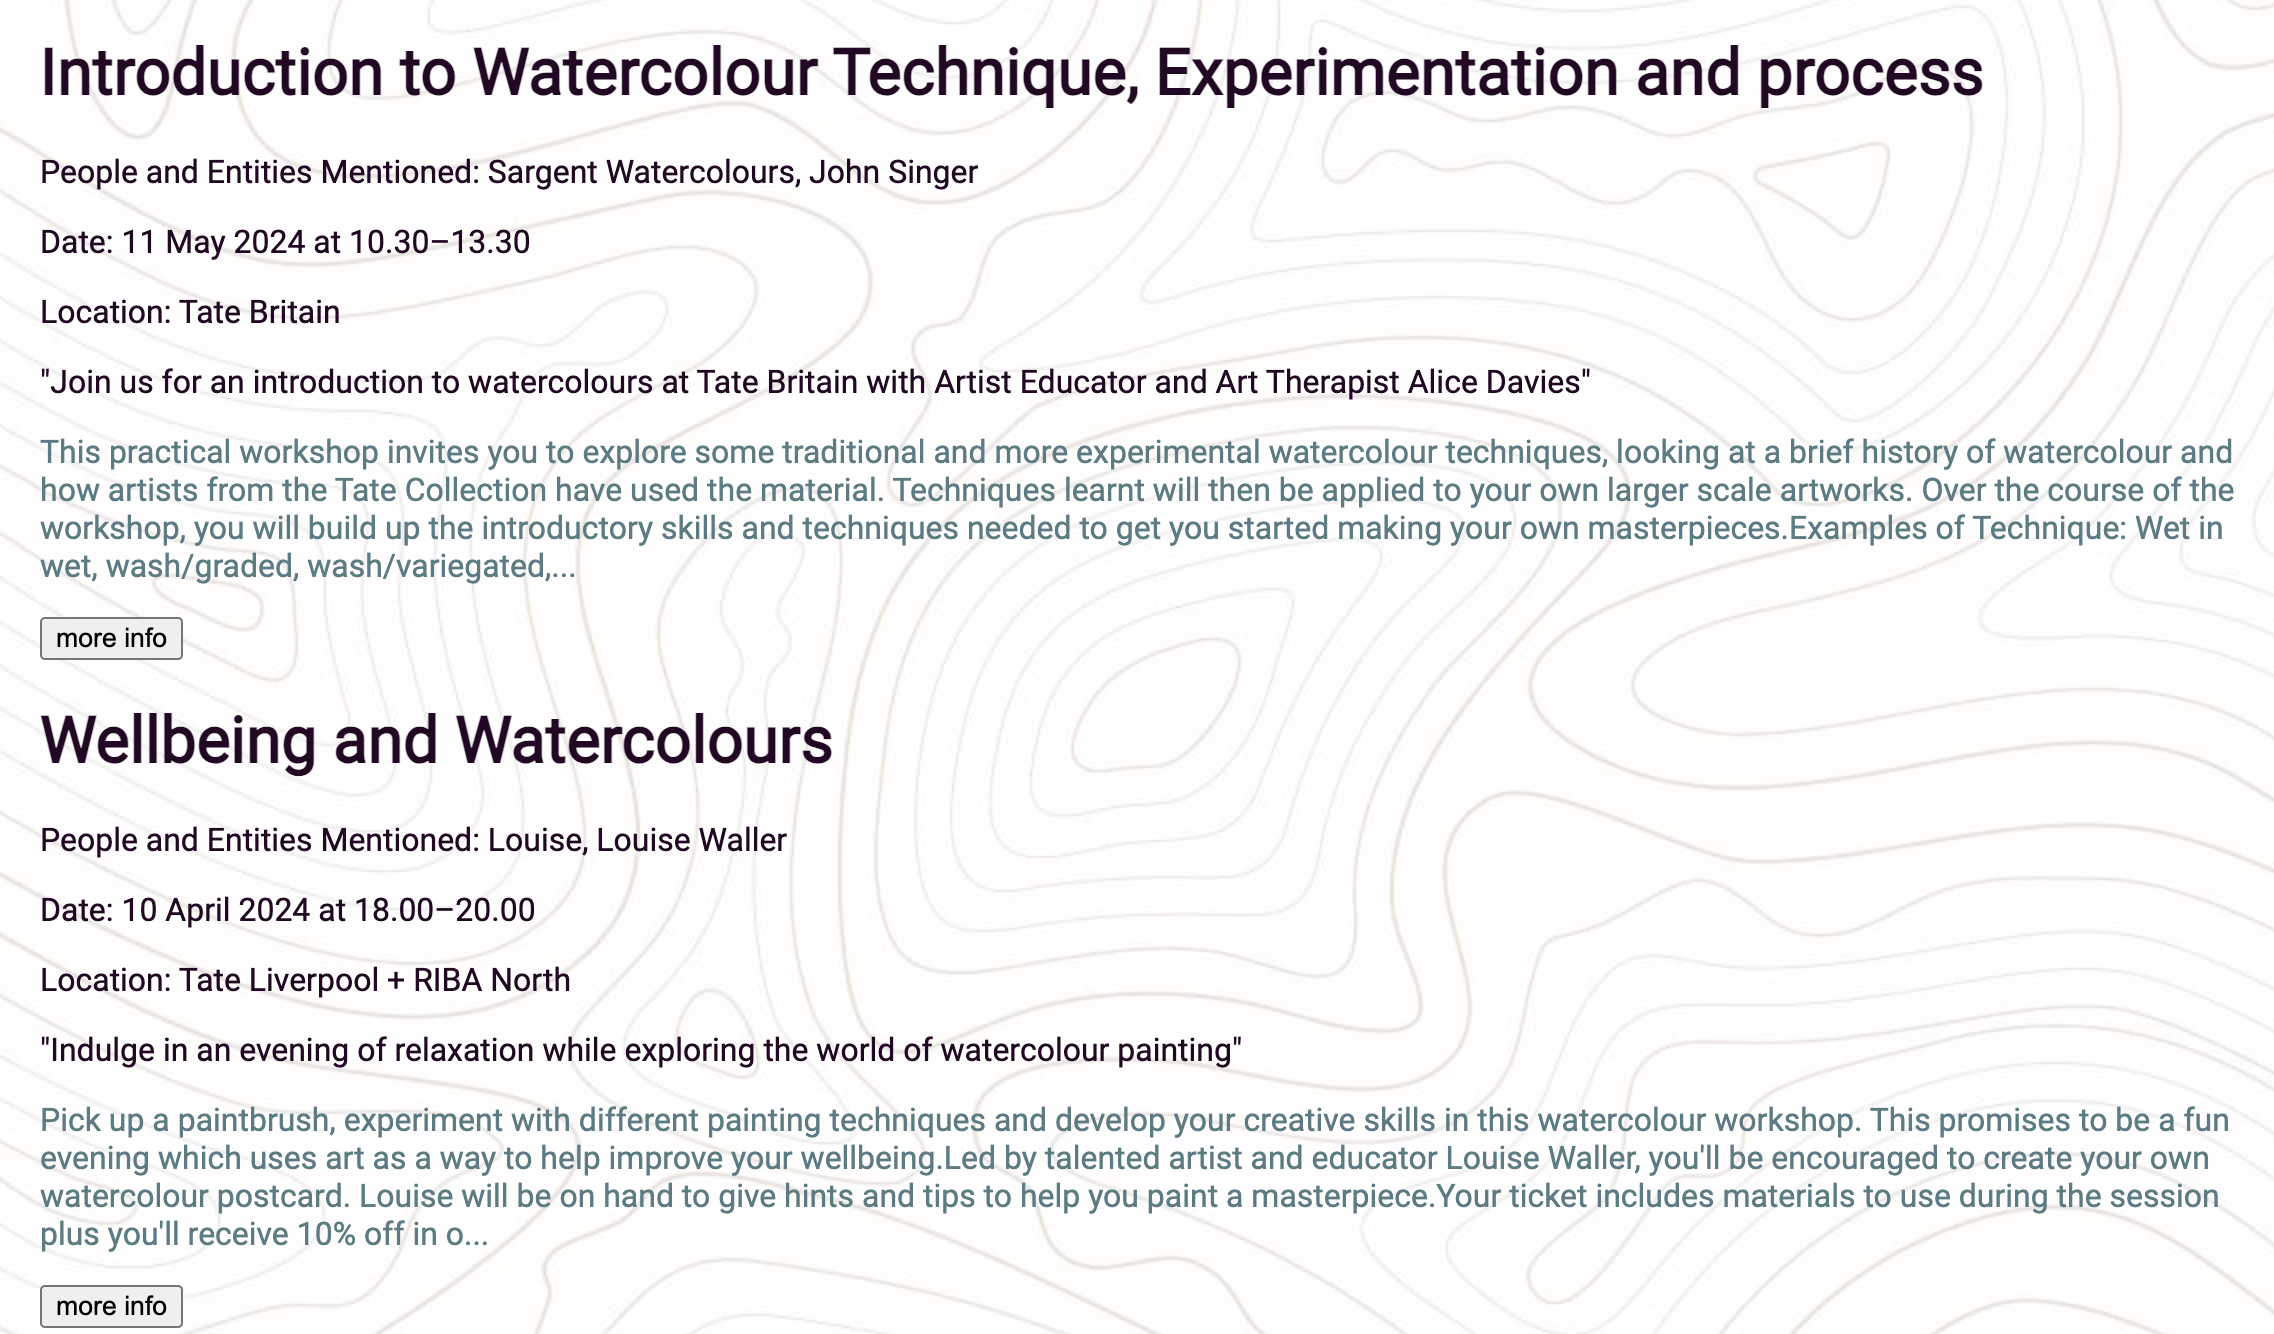 Introduction to Watercolour Technique, Experimentation and process
People and Entities Mentioned: Sargent Watercolours, John Singer
Date: 11 May 2024 at 10.30–13.30
Location: Tate Britain
"Join us for an introduction to watercolours at Tate Britain with Artist Educator and Art Therapist Alice Davies"
This practical workshop invites you to explore some traditional and more experimental watercolour techniques, looking at a brief history of watercolour and
how artists from the Tate Collection have used the material. Techniques learnt will then be applied to your own larger scale artworks. Over the course of the
workshop, you will build up the introductory skills and techniques needed to get you started making your own masterpieces.Examples of Technique: Wet in
wet, wash/graded, wash/variegated,...
more info
Wellbeing and Watercolours
People and Entities Mentioned: Louise, Louise Waller
Date: 10 April 2024 at 18.00–20.00
Location: Tate Liverpool + RIBA North
"Indulge in an evening of relaxation while exploring the world of watercolour painting"
Pick up a paintbrush, experiment with different painting techniques and develop your creative skills in this watercolour workshop. This promises to be a fun
evening which uses art as a way to help improve your wellbeing.Led by talented artist and educator Louise Waller, you'll be encouraged to create your own
watercolour postcard. Louise will be on hand to give hints and tips to help you paint a masterpiece.Your ticket includes materials to use during the session
plus you'll receive 10% off in o...
more info